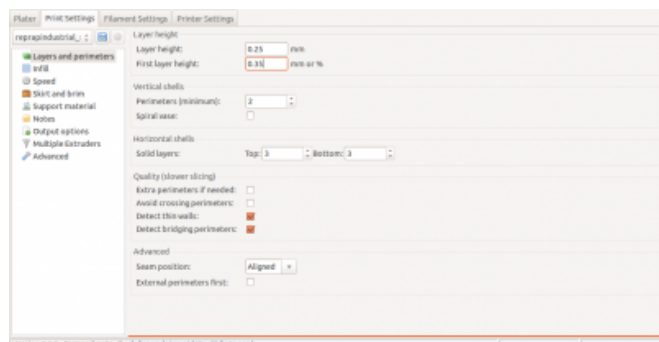 Plater Print Settings Filament Settings Printer Settings
reprapindustrial_
Layers and perimeters
Infill
Speed
Skirt and brim
Support material
Notes
Output options
Multiple Extruders
Advanced
Layer height
Layer height: 0.25 mm
First layer height: 0.35 mm or %
Vertical shells
Perimeters (minimum):
Spiral vase:
Horizontal shells
Solid layers: Top: 3 Bottom: 3
Quality (slower slicing)
Extra perimeters if needed:
Avoid crossing perimeters:
Detect thin walls:
Detect bridging perimeters:
Advanced
Seam position: Aligned
External perimeters first: